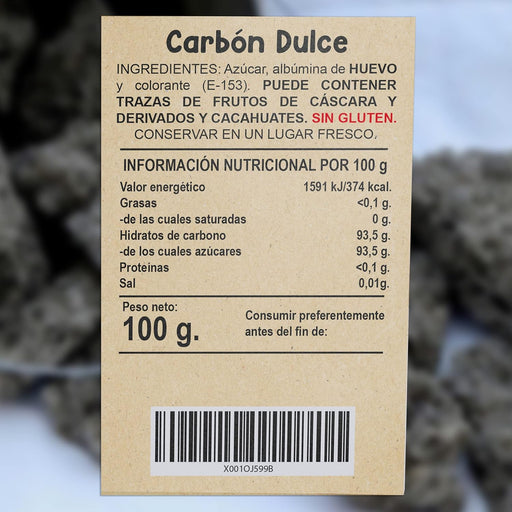 Carbón Dulce
INGREDIENTES: Azúcar, albúmina de HUEVO
y colorante (E-153). PUEDE CONTENER
TRAZAS DE FRUTOS DE CÁSCARA Y
DERIVADOS Y CACAHUATES. SIN GLUTEN.
CONSERVAR EN UN LUGAR FRESCO.
INFORMACIÓN NUTRICIONAL POR 100 g
Valor energético 1591 kJ/374 kcal.
Grasas <0,1 g.
-de las cuales saturadas 0 g.
Hidratos de carbono 93,5 g.
-de los cuales azúcares 93,5 g.
Proteínas <0,1 g.
Sal 0,01g.
Peso neto:
100 g.
Consumir preferentemente
antes del fin de:
X001OJ599B